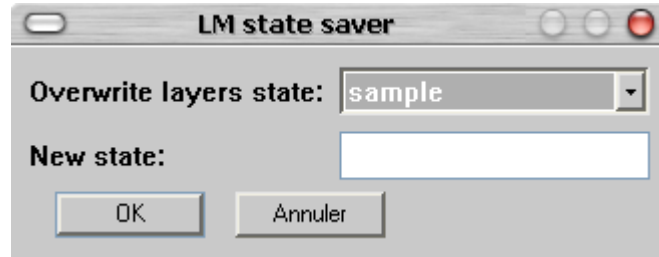 LM state saver
Overwrite layers state: sample
New state:
OK Annuler